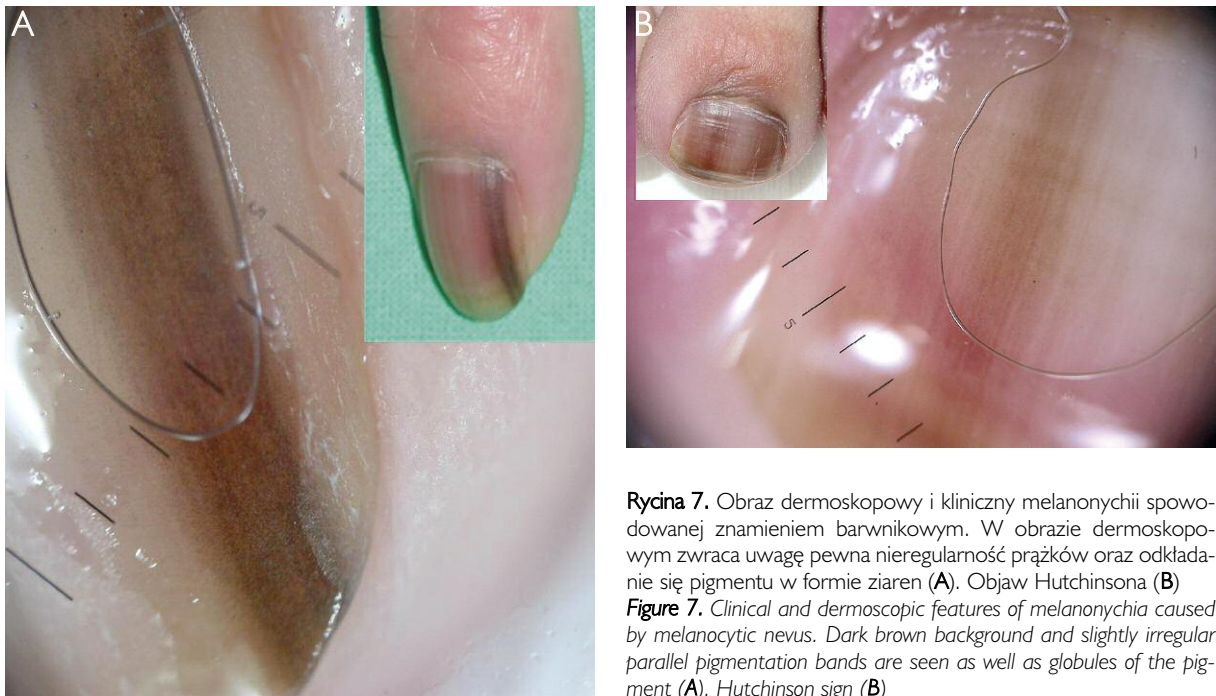 A
B
5
5
Rycina 7. Obraz dermoskopowy i kliniczny melanonychii spowo-
dowanej znamieniem barwnikowym. W obrazie dermoskopo-
wym zwraca uwagę pewna nieregularność prążków oraz odkłada-
nie się pigmentu w formie ziaren (A). Objaw Hutchinsona (B)
Figure 7. Clinical and dermoscopic features of melanonychia caused
by melanocytic nevus. Dark brown background and slightly irregular
parallel pigmentation bands are seen as well as globules of the pig-
ment (A). Hutchinson sign (B)